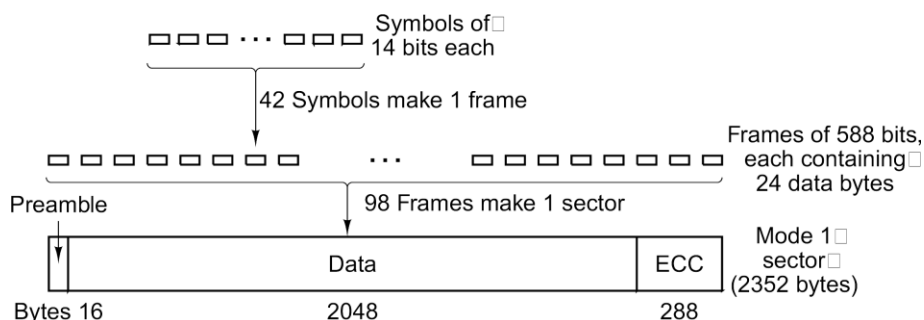 Symbols of
14 bits each
42 Symbols make 1 frame
Frames of 588 bits,
each containing
24 data bytes
Preamble
98 Frames make 1 sector
Data
ECC
Mode 1
sector
(2352 bytes)
Bytes 16
2048
288